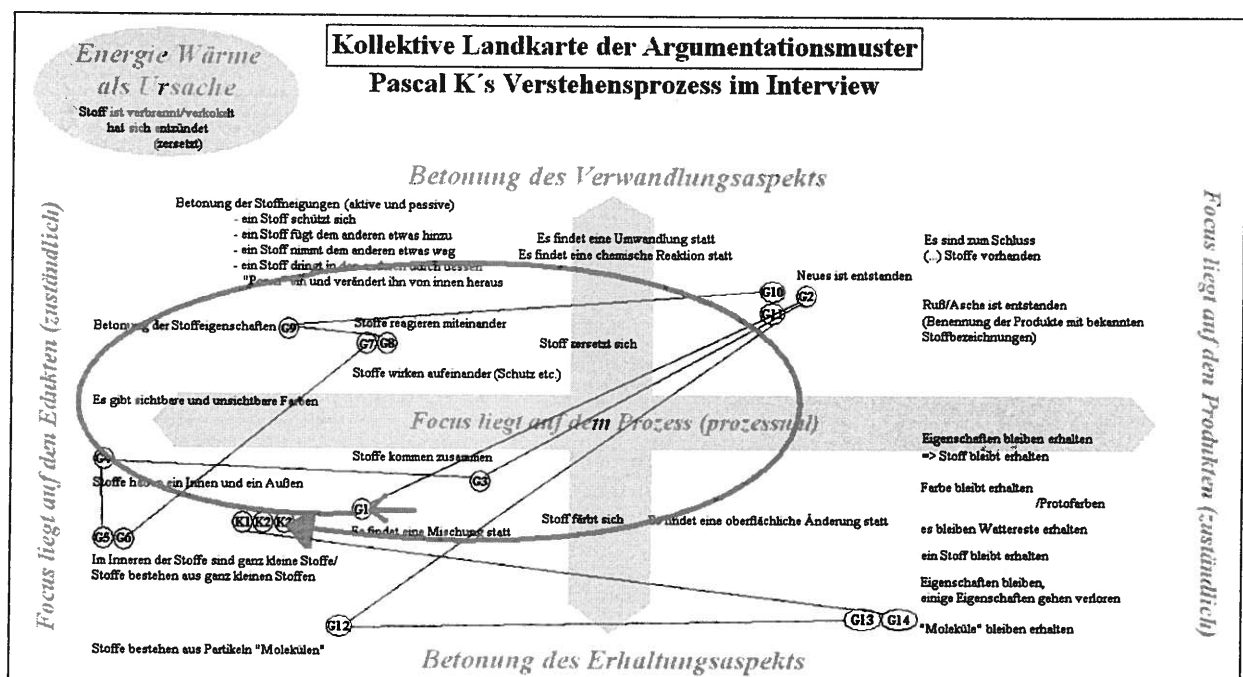 Kollektive Landkarte der Argumentationsmuster
Pascal K´s Verstehensprozess im Interview
Energie Wärme
als Ursache
Stoff ist verbrannt/verkokelt
hat sich entzündet
(zersetzt)
Betonung des Verwandlungsaspekts
Focus liegt auf den Edukten (zuständlich)
Focus liegt auf den Produkten (zuständlich)
Betonung der Stoffneigungen (aktive und passive)
- ein Stoff schützt sich
- ein Stoff fügt dem anderen etwas hinzu
- ein Stoff nimmt dem anderen etwas weg
- ein Stoff dringt in den anderen durch dessen
ein und verändert ihn von innen heraus
Es findet eine Umwandlung statt
Es findet eine chemische Reaktion statt
Es sind zum Schluss
(...) Stoffe vorhanden
Neues ist entstanden
G10 G2
G11
Ruß/Asche ist entstanden
(Benennung der Produkte mit bekannten
Stoffbezeichnungen)
Betonung der Stoffeigenschaften G9
Stoffe reagieren miteinander
G7 G8
Stoff zersetzt sich
Stoffe wirken aufeinander (Schutz etc.)
Es gibt sichtbare und unsichtbare Farben
Focus liegt auf dem Prozess (prozessual)
Eigenschaften bleiben erhalten
=> Stoff bleibt erhalten
G4
Stoffe kommen zusammen
G3
Stoffe haben ein Innen und ein Außen
Farbe bleibt erhalten
/Protofarben
G1
K1 K2 K3
Es findet eine Mischung statt
Stoff färbt sich
Es findet eine oberflächliche Änderung statt
es bleiben Wattereste erhalten
G5 G6
Im Inneren der Stoffe sind ganz kleine Stoffe/
Stoffe bestehen aus ganz kleinen Stoffen
ein Stoff bleibt erhalten
Eigenschaften bleiben,
einige Eigenschaften gehen verloren
G12
G13 G14
"Moleküle" bleiben erhalten
Stoffe bestehen aus Partikeln "Molekülen"
Betonung des Erhaltungsaspekts